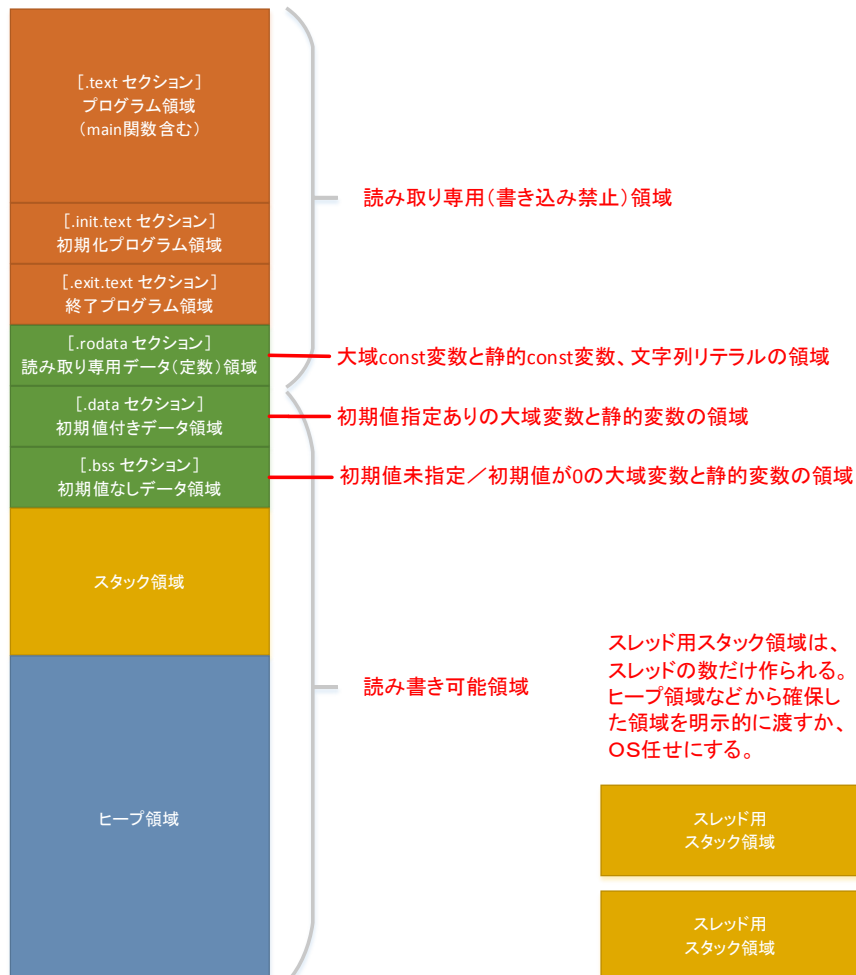 [.text セクション]
プログラム領域
(main関数含む)
[.init.text セクション]
初期化プログラム領域
[.exit.text セクション]
終了プログラム領域
[.rodata セクション]
読み取り専用データ(定数)領域
[.data セクション]
初期値付きデータ領域
[.bss セクション]
初期値なしデータ領域
スタック領域
ヒープ領域
読み取り専用(書き込み禁止)領域
大域const変数と静的const変数、文字列リテラルの領域
初期値指定ありの大域変数と静的変数の領域
初期値未指定／初期値が0の大域変数と静的変数の領域
読み書き可能領域
スレッド用スタック領域は、
スレッドの数だけ作られる。
ヒープ領域などから確保し
た領域を明示的に渡すか、
ＯＳ任せにする。
スレッド用
スタック領域
スレッド用
スタック領域